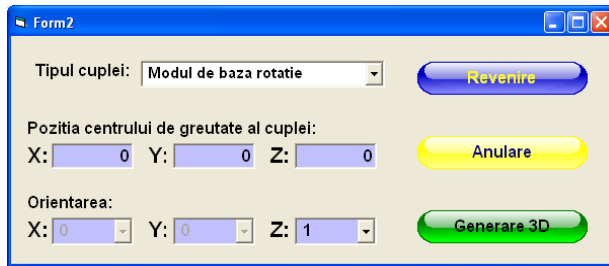 Form2
Tipul cuplei: Modul de baza rotatie Revenire
Pozitia centrului de greutate al cuplei:
X: 0 Y: 0 Z: 0 Anulare
Orientarea:
X: 0 Y: 0 Z: 1 Generare 3D